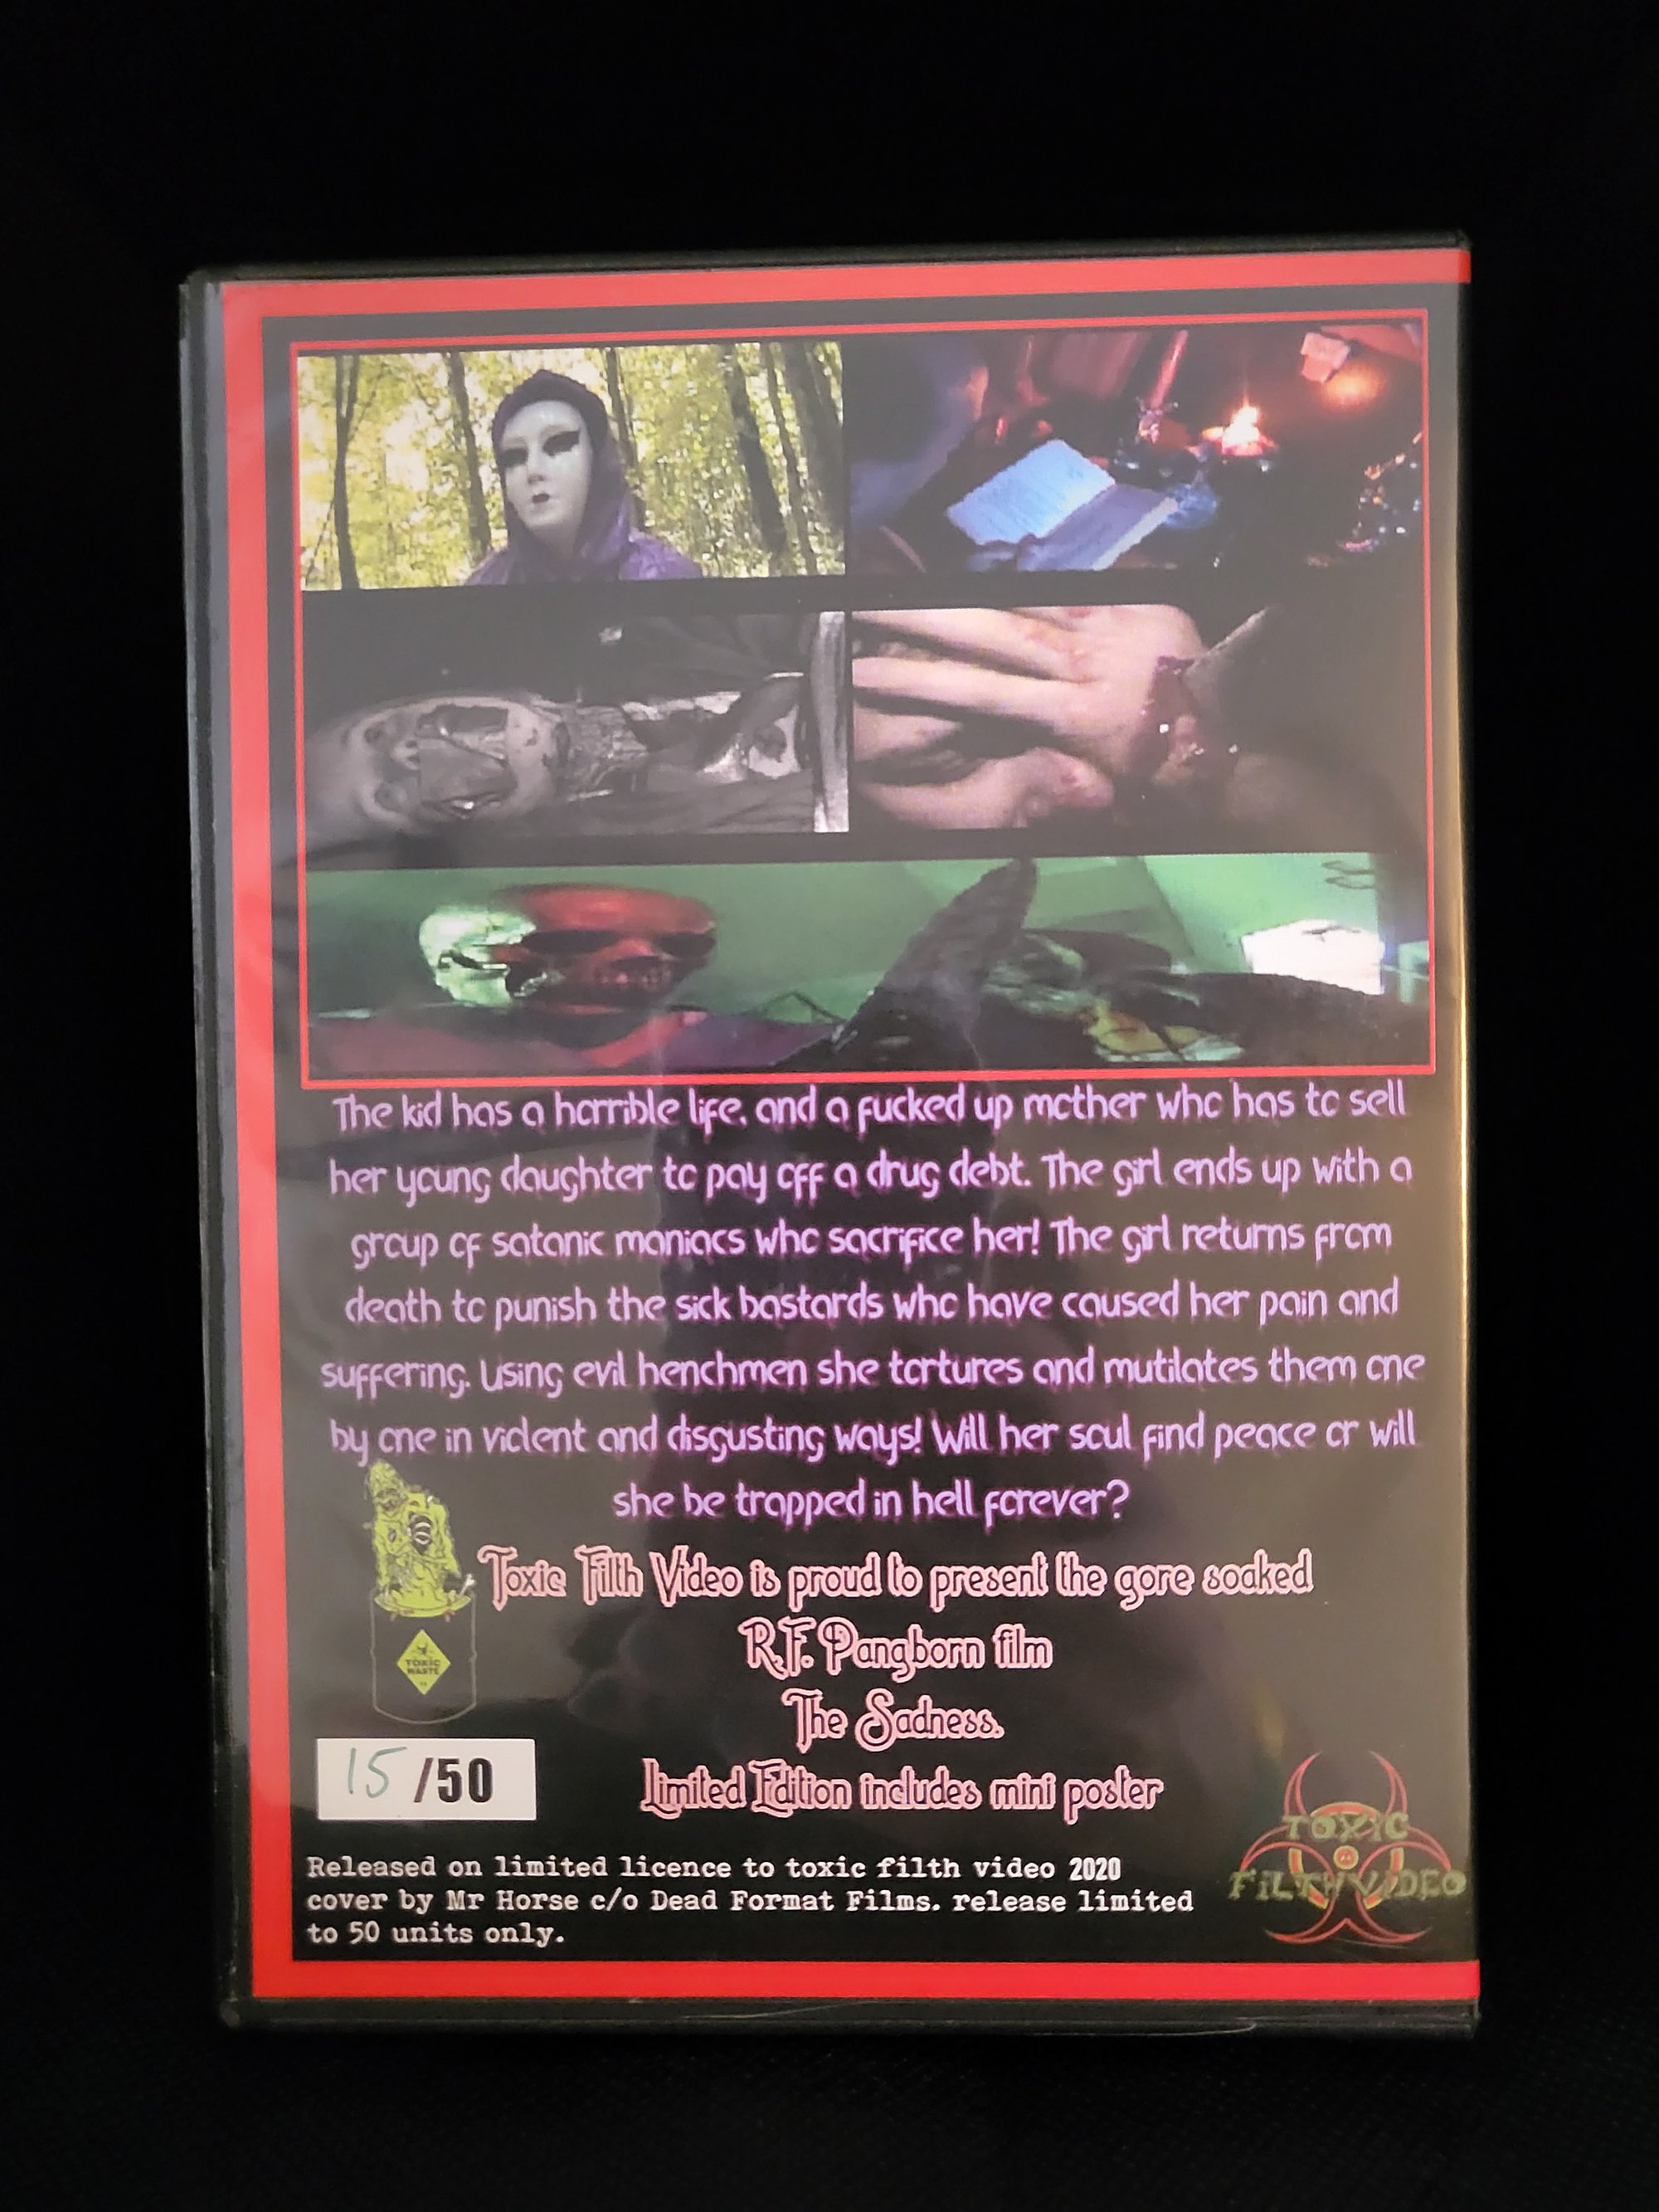 The kid has a horrible life, and a fucked up mother who has to sell
her young daughter to pay off a drug debt. The girl ends up with a
group of satanic maniacs who sacrifice her! The girl returns from
death to punish the sick bastards who have caused her pain and
suffering. Using evil henchmen she tortures and mutilates them one
by one in violent and disgusting ways! Will her soul find peace or will
she be trapped in hell forever?
Toxic Filth Video is proud to present the gore soaked
R.F. Pangborn film
The Sadness.
Limited Edition includes mini poster
TOXIC
WASTE
15/50
Released on limited licence to toxic filth video 2020
cover by Mr Horse c/o Dead Format Films. release limited
to 50 units only.
TOXIC
FILTH VIDEO